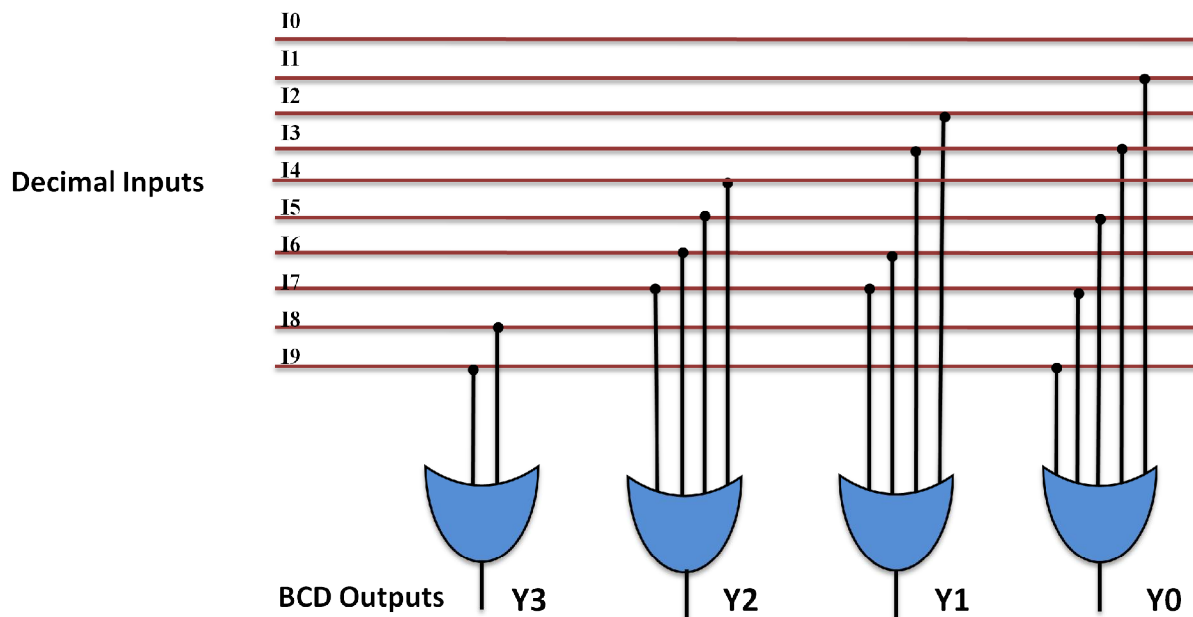 I0
I1
I2
I3
Decimal Inputs
I4
I5
I6
I7
I8
I9
BCD Outputs Y3 Y2 Y1 Y0